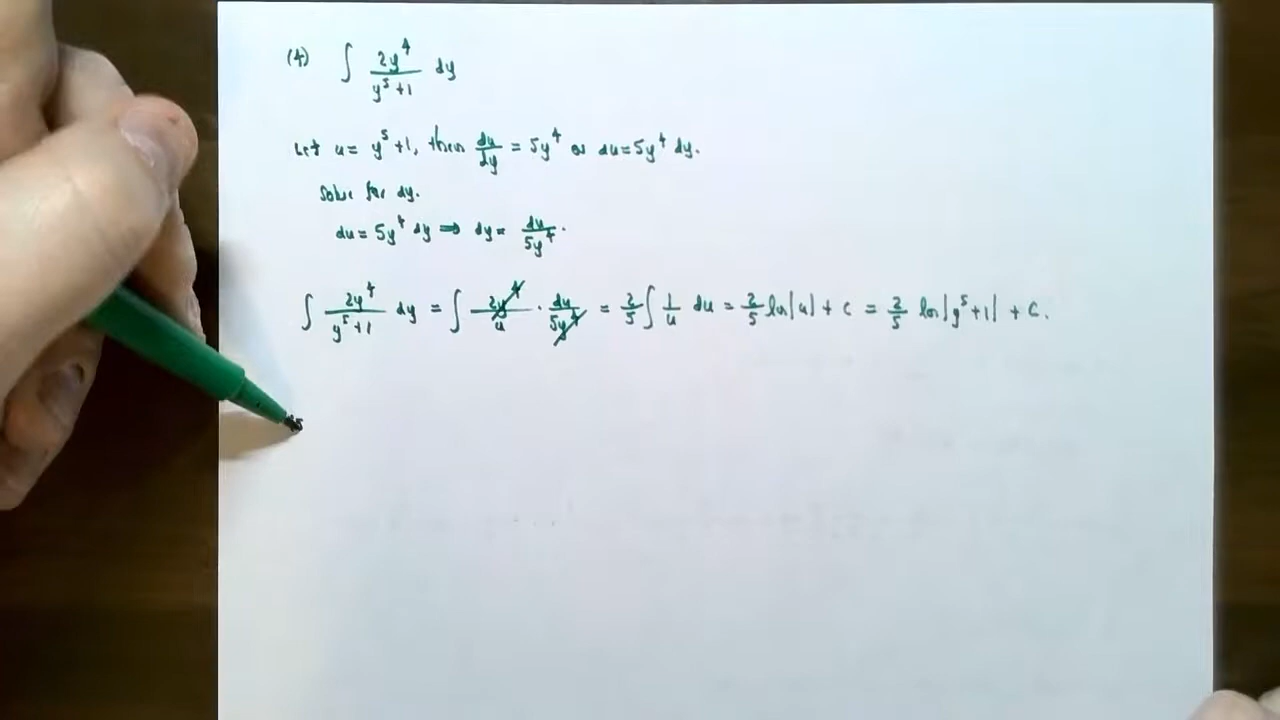 (4) ∫ 2y⁴/(y⁵+1) dy
Let u = y⁵+1, then du/dy = 5y⁴ or du=5y⁴ dy.
Solve for dy.
du = 5y⁴ dy ⟹ dy = du/5y⁴.
∫ 2y⁴/(y⁵+1) dy = ∫ 2y⁴/u · du/5y⁴ = 2/5 ∫ 1/u du = 2/5 ln|u| + c = 2/5 ln|y⁵+1| + C.